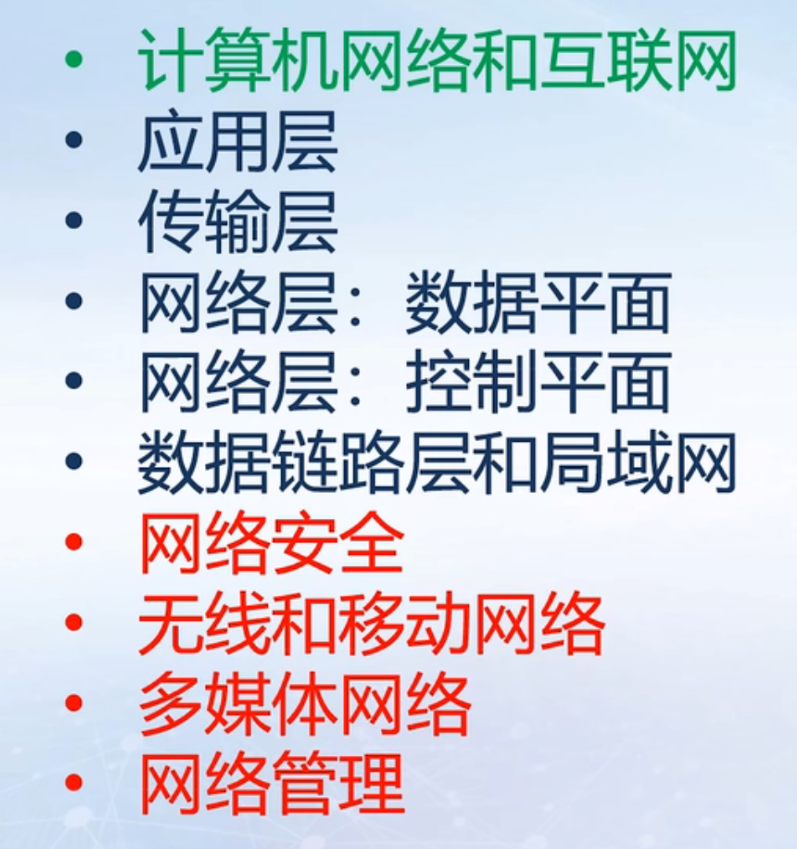 • 计算机网络和互联网
• 应用层
• 传输层
• 网络层：数据平面
• 网络层：控制平面
• 数据链路层和局域网
• 网络安全
• 无线和移动网络
• 多媒体网络
• 网络管理